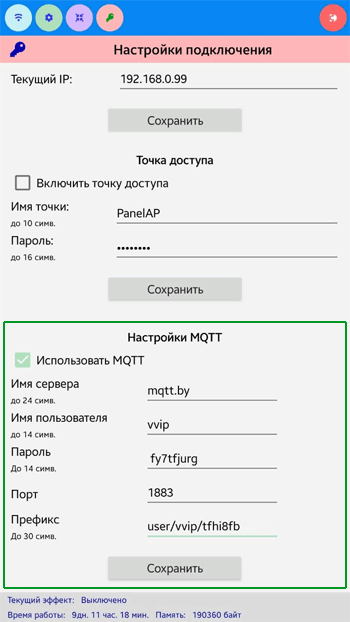 Настройки подключения
Текущий IP: 192.168.0.99
Сохранить
Точка доступа
Включить точку доступа
Имя точки: PanelAP
до 10 симв.
Пароль: ••••••••
до 16 симв.
Сохранить
Настройки MQTT
Использовать MQTT
Имя сервера mqtt.by
до 24 симв.
Имя пользователя vvip
до 14 симв.
Пароль fy7tfjurg
До 14 симв.
Порт 1883
Префикс user/vvip/tfhi8fb
До 30 симв.
Сохранить
Текущий эффект: Выключено
Время работы: 9дн. 11 час. 18 мин. Память: 190360 байт